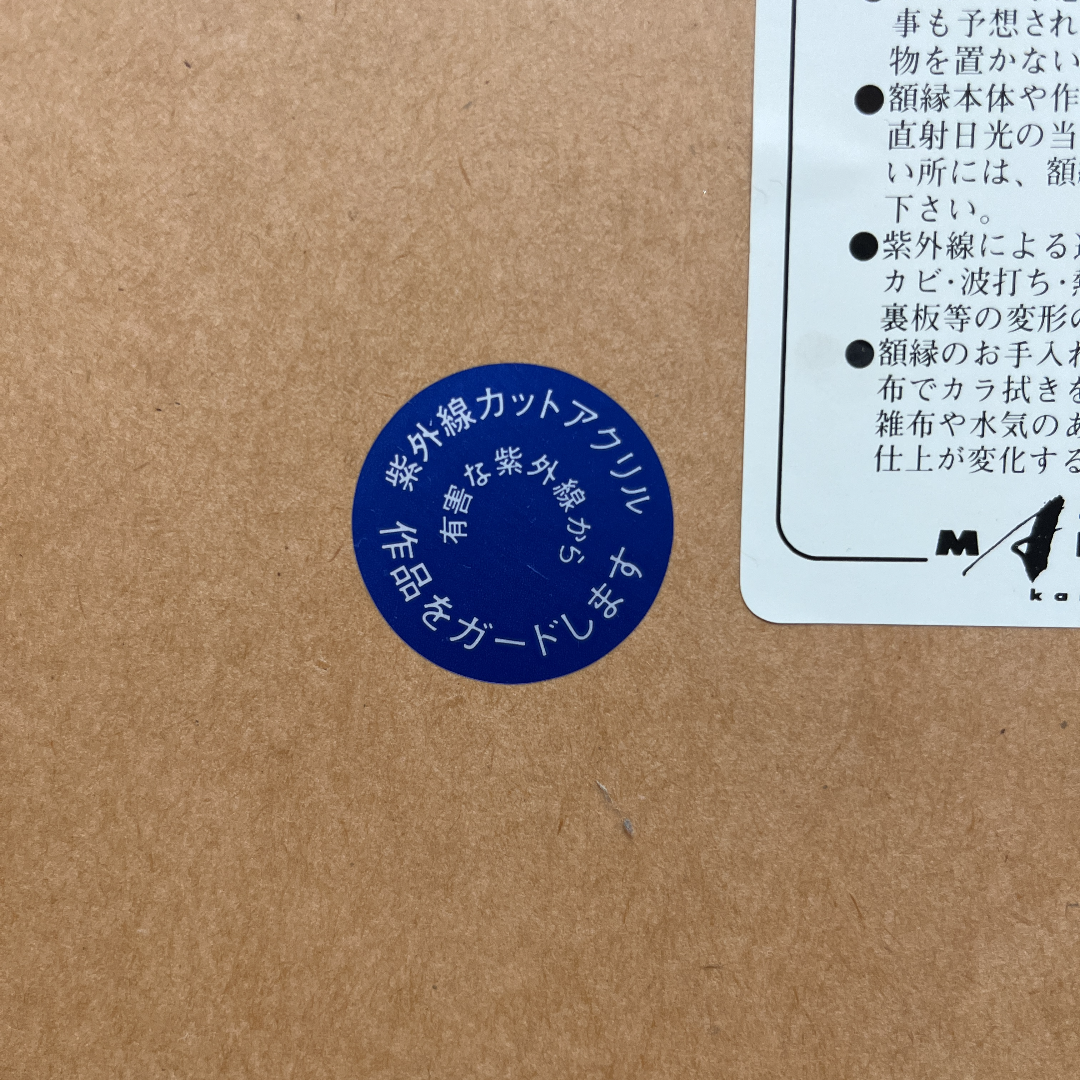 紫外線カットアクリル
有害な紫外線から
作品をガードします
事も予想され
物を置かない
●額縁本体や作
直射日光の当
い所には、額
下さい。
●紫外線による
カビ・波打ち・
裏板等の変形の
●額縁のお手入れ
布でカラ拭きを
雑布や水気のあ
仕上が変化する
MA
ka